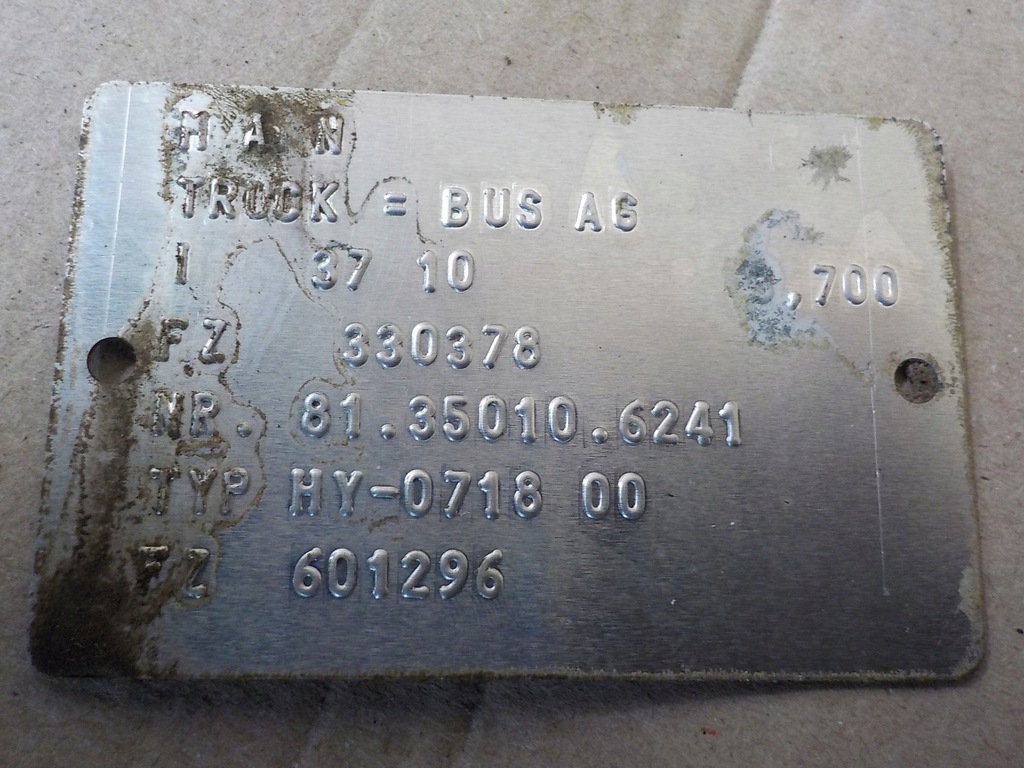 M A N
TRUCK = BUS AG
I 37 10 ,700
FZ 330378
NR. 81.35010.6241
TYP HY-0718 00
FZ 601296